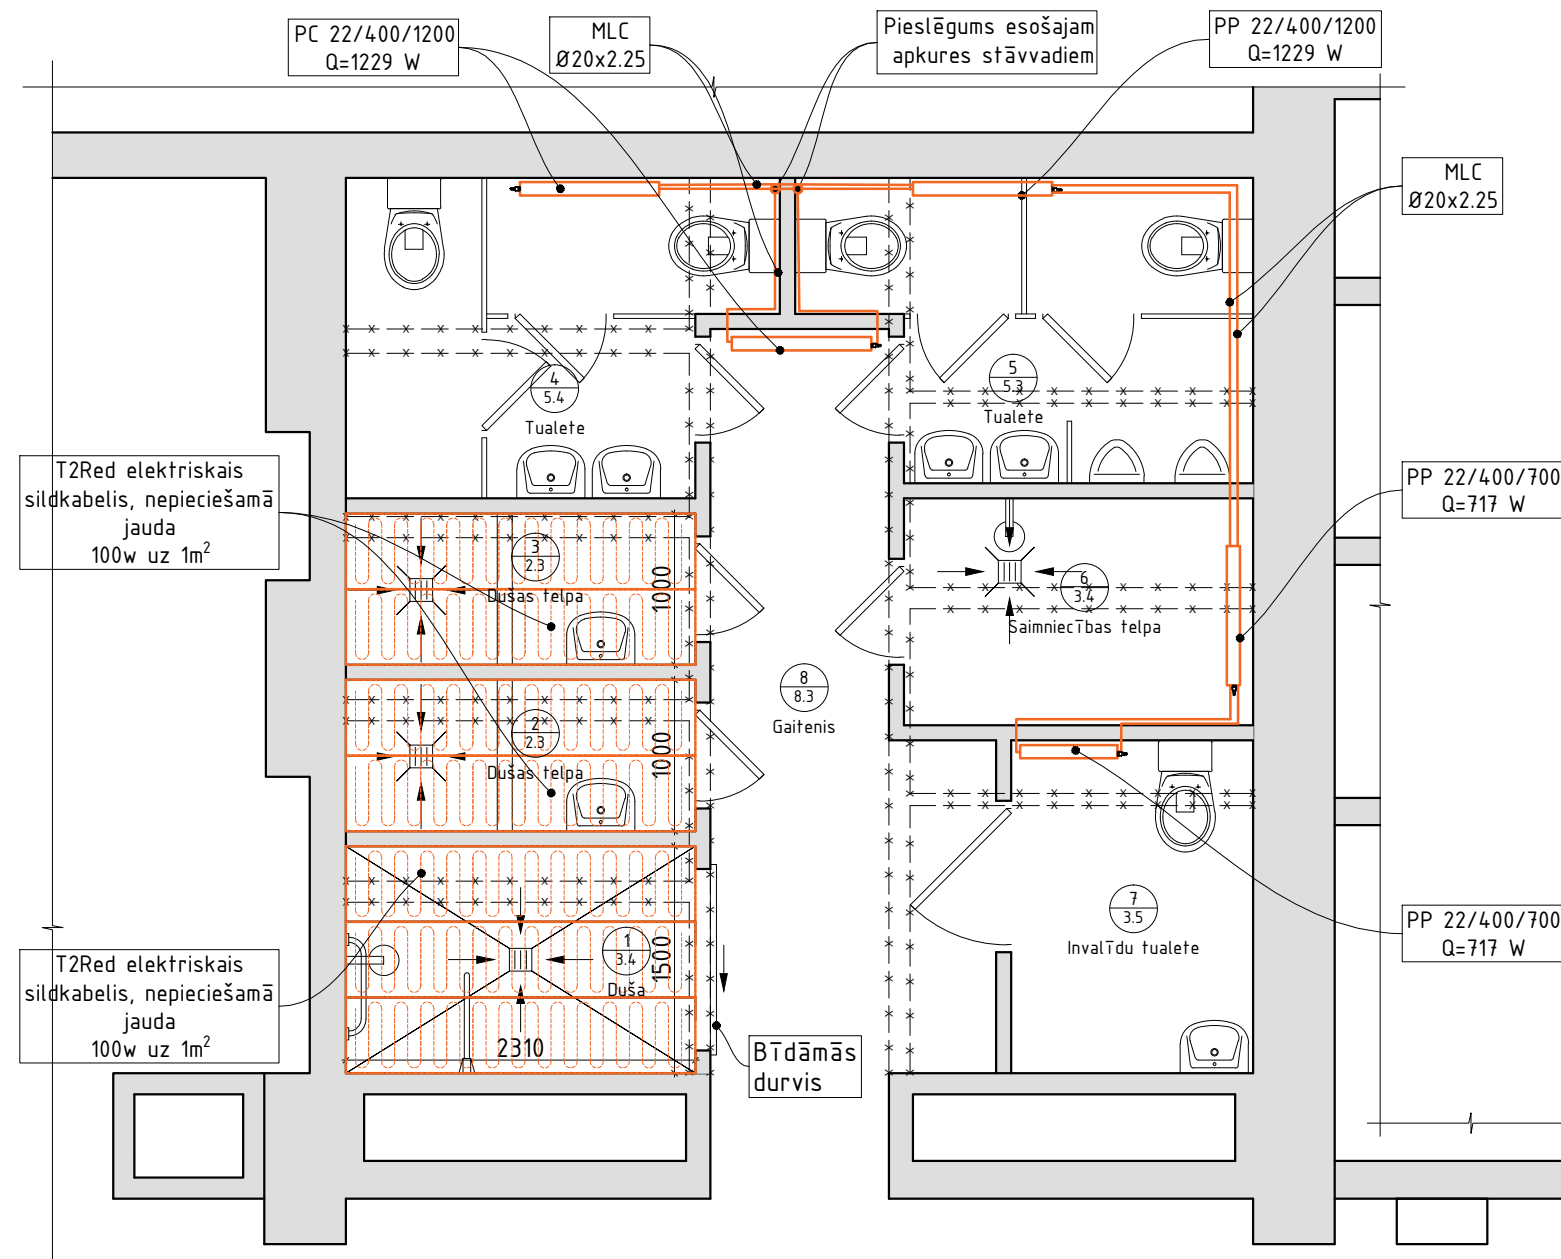 PC 22/400/1200
Q=1229 W
MLC
Ø20x2.25
Pieslēgums esošajam
apkures stāvvadiem
PP 22/400/1200
Q=1229 W
MLC
Ø20x2.25
4
5.4
Tualete
5
5.3
Tualete
T2Red elektriskais
sildkabelis, nepieciešamā
jauda
100w uz 1m²
PP 22/400/700
Q=717 W
3
2.3
Dušas telpa
1000
6
3.4
Saimniecības telpa
8
8.3
Gaitenis
2
2.3
Dušas telpa
1000
7
3.5
Invalīdu tualete
PP 22/400/700
Q=717 W
T2Red elektriskais
sildkabelis, nepieciešamā
jauda
100w uz 1m²
1
3.4
Duša
1500
2310
Bīdāmās
durvis